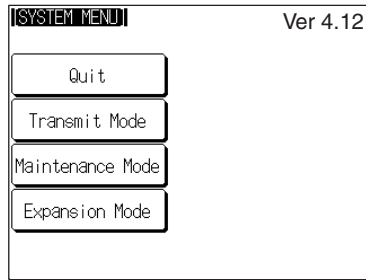 [SYSTEM MENU]
Ver 4.12
Quit
Transmit Mode
Maintenance Mode
Expansion Mode